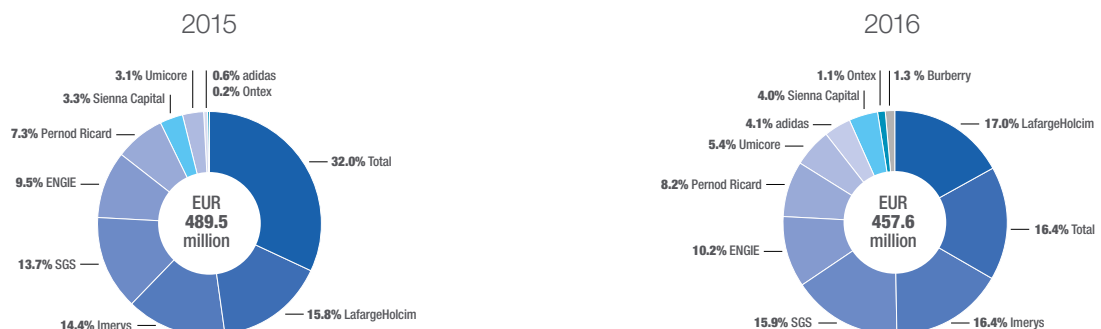 2015
3.1% Umicore
0.6% adidas
0.2% Ontex
3.3% Sienna Capital
7.3% Pernod Ricard
32.0% Total
9.5% ENGIE
EUR
489.5
million
13.7% SGS
15.8% LafargeHolcim
14.4% Imerys
2016
1.1% Ontex
1.3 % Burberry
4.0% Sienna Capital
4.1% adidas
17.0% LafargeHolcim
5.4% Umicore
8.2% Pernod Ricard
EUR
457.6
million
16.4% Total
10.2% ENGIE
15.9% SGS
16.4% Imerys